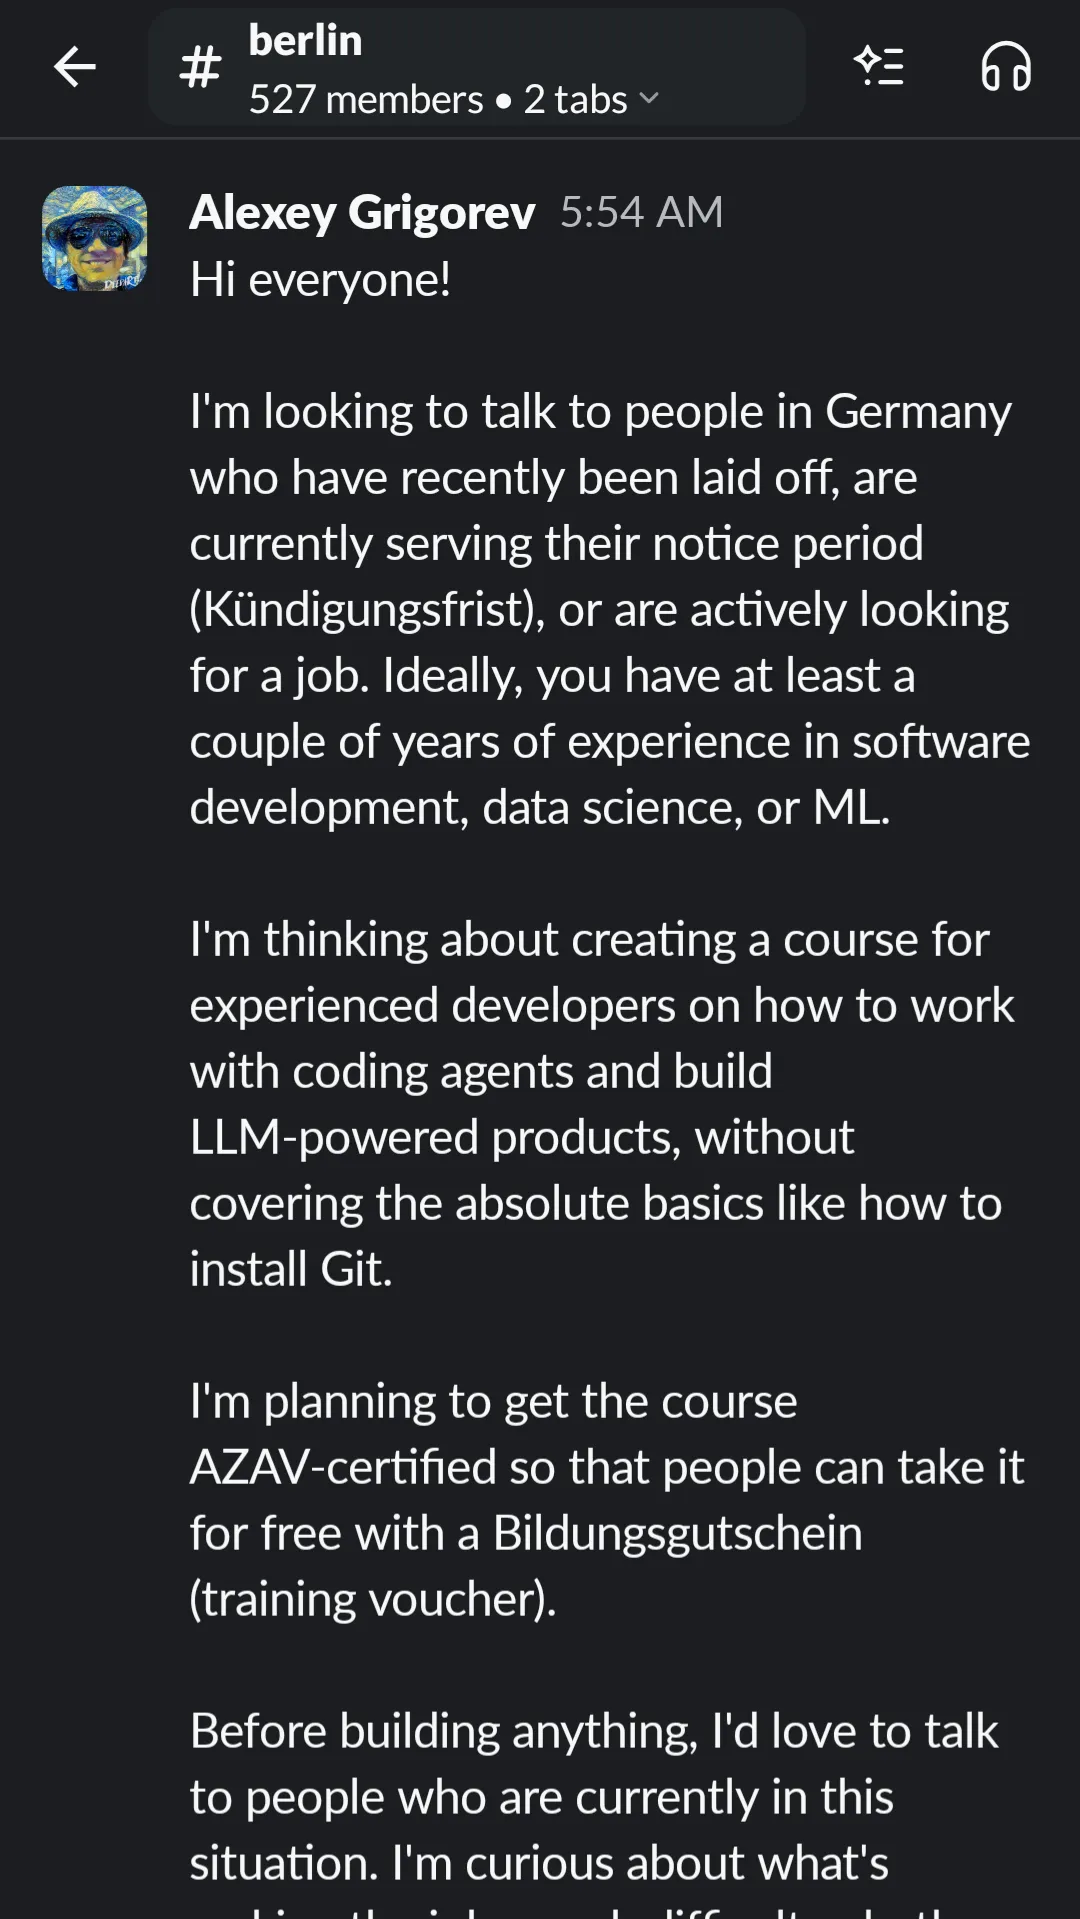 berlin
527 members • 2 tabs
Alexey Grigorev 5:54 AM
Hi everyone!
I'm looking to talk to people in Germany
who have recently been laid off, are
currently serving their notice period
(Kündigungsfrist), or are actively looking
for a job. Ideally, you have at least a
couple of years of experience in software
development, data science, or ML.
I'm thinking about creating a course for
experienced developers on how to work
with coding agents and build
LLM-powered products, without
covering the absolute basics like how to
install Git.
I'm planning to get the course
AZAV-certified so that people can take it
for free with a Bildungsgutschein
(training voucher).
Before building anything, I'd love to talk
to people who are currently in this
situation. I'm curious about what's